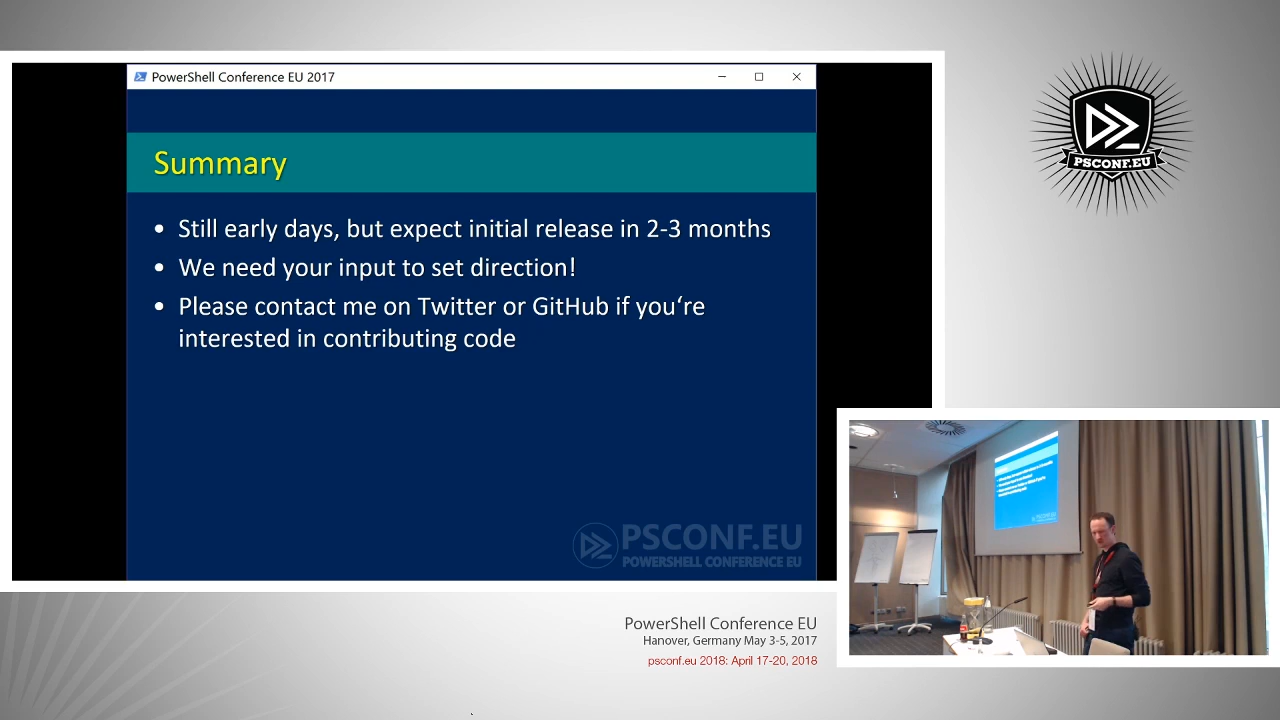 PowerShell Conference EU 2017
Summary
• Still early days, but expect initial release in 2-3 months
• We need your input to set direction!
• Please contact me on Twitter or GitHub if you‘re
interested in contributing code
PSCONF.EU
POWERSHELL CONFERENCE EU
PSCONF.EU
PowerShell Conference EU
Hanover, Germany May 3-5, 2017
psconf.eu 2018: April 17-20, 2018